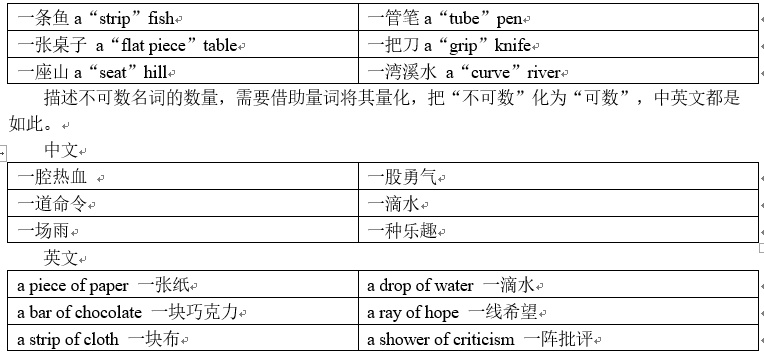 一条鱼 a “strip” fish 一管笔 a “tube” pen
一张桌子 a “flat piece” table 一把刀 a “grip” knife
一座山 a “seat” hill 一湾溪水 a “curve” river
描述不可数名词的数量，需要借助量词将其量化，把“不可数”化为“可数”，中英文都是
如此。
中文
一腔热血 一股勇气
一道命令 一滴水
一场雨 一种乐趣
英文
a piece of paper 一张纸 a drop of water 一滴水
a bar of chocolate 一块巧克力 a ray of hope 一线希望
a strip of cloth 一块布 a shower of criticism 一阵批评